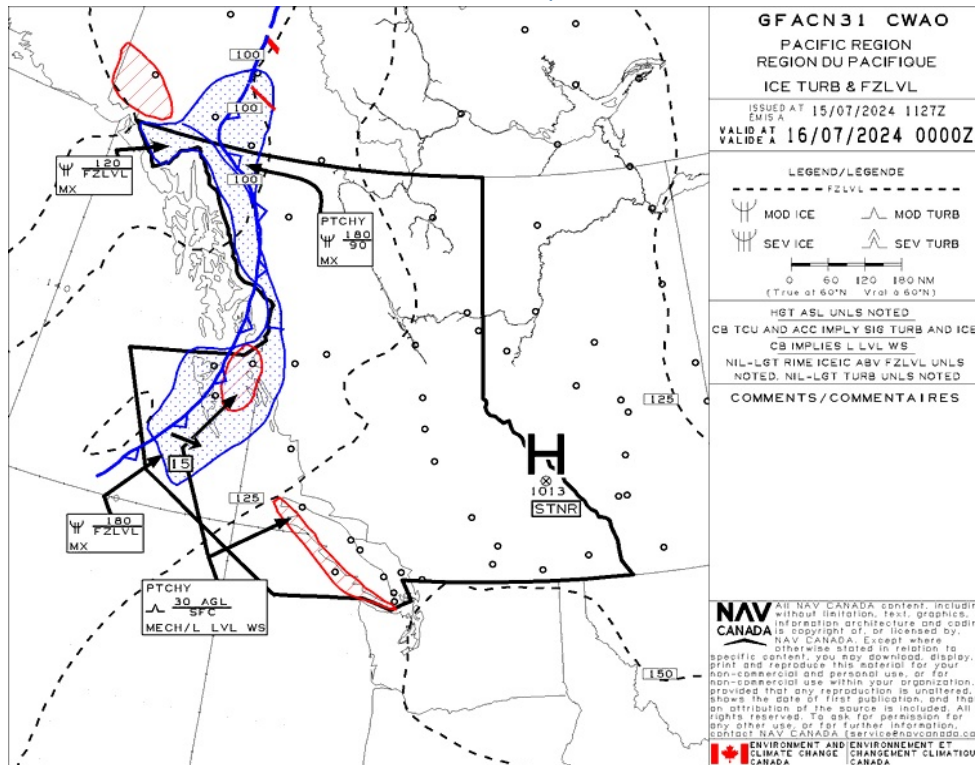 100
100
100
120
FZLVL
MX
PTCHY
180
90
140
15
180
FZLVL
MX
125
PTCHY
30 AGL
SFC
MECH/L LVL WS
H
1013
STNR
125
150
GFACN31 CWAO
PACIFIC REGION
REGION DU PACIFIQUE
ICE TURB & FZLVL
ISSUED AT 15/07/2024 1127Z
EMIS A
VALID AT 16/07/2024 0000Z
VALIDE A
LEGEND/LÉGENDE
FZLVL
MOD ICE MOD TURB
SEV ICE SEV TURB
0 60 120 180 NM
(True at 60°N Vrai à 60°N)
HGT ASL UNLS NOTED
CB TCU AND ACC IMPLY SIG TURB AND ICE
CB IMPLIES L LVL WS
NIL-LGT RIME ICEIC ABV FZLVL UNLS
NOTED. NIL-LGT TURB UNLS NOTED
COMMENTS/COMMENTAIRES
NAV CANADA
All NAV CANADA content, includin
without limitation, text, graphics,
information architecture and codin
is copyright of, or licensed by,
NAV CANADA. Except where
otherwise stated in relation to
specific content, you may download, display,
print and reproduce this material for your
non-commercial and personal use, or for
non-commercial use within your organization,
provided that any reproduction is unaltered,
shows the date of first publication, and tha
an attribution of the source is included. All
rights reserved. To ask for permission for
any other use, or for further information,
contact NAV CANADA (service@navcanada.ca
ENVIRONMENT AND CLIMATE CHANGE CANADA
ENVIRONNEMENT ET CHANGEMENT CLIMATIQU CANADA